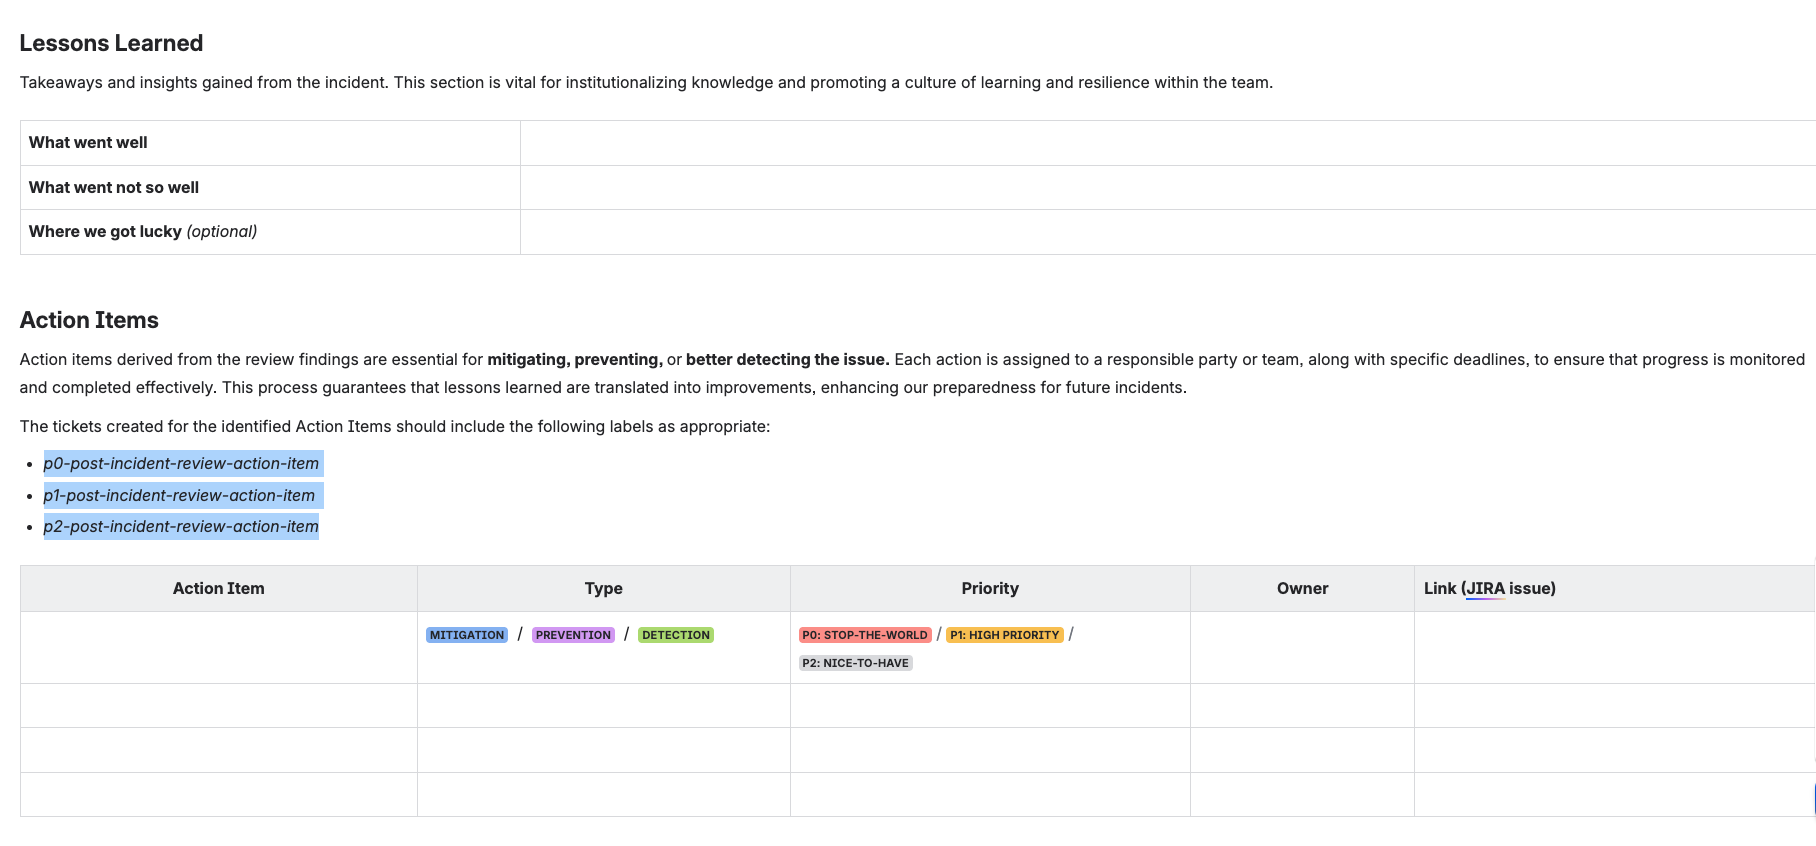 Lessons Learned
Takeaways and insights gained from the incident. This section is vital for institutionalizing knowledge and promoting a culture of learning and resilience within the team.
What went well
What went not so well
Where we got lucky (optional)
Action Items
Action items derived from the review findings are essential for mitigating, preventing, or better detecting the issue. Each action is assigned to a responsible party or team, along with specific deadlines, to ensure that progress is monitored
and completed effectively. This process guarantees that lessons learned are translated into improvements, enhancing our preparedness for future incidents.
The tickets created for the identified Action Items should include the following labels as appropriate:
• p0-post-incident-review-action-item
• p1-post-incident-review-action-item
• p2-post-incident-review-action-item
Action Item Type Priority Owner Link (JIRA issue)
MITIGATION / PREVENTION / DETECTION P0: STOP-THE-WORLD / P1: HIGH PRIORITY /
P2: NICE-TO-HAVE